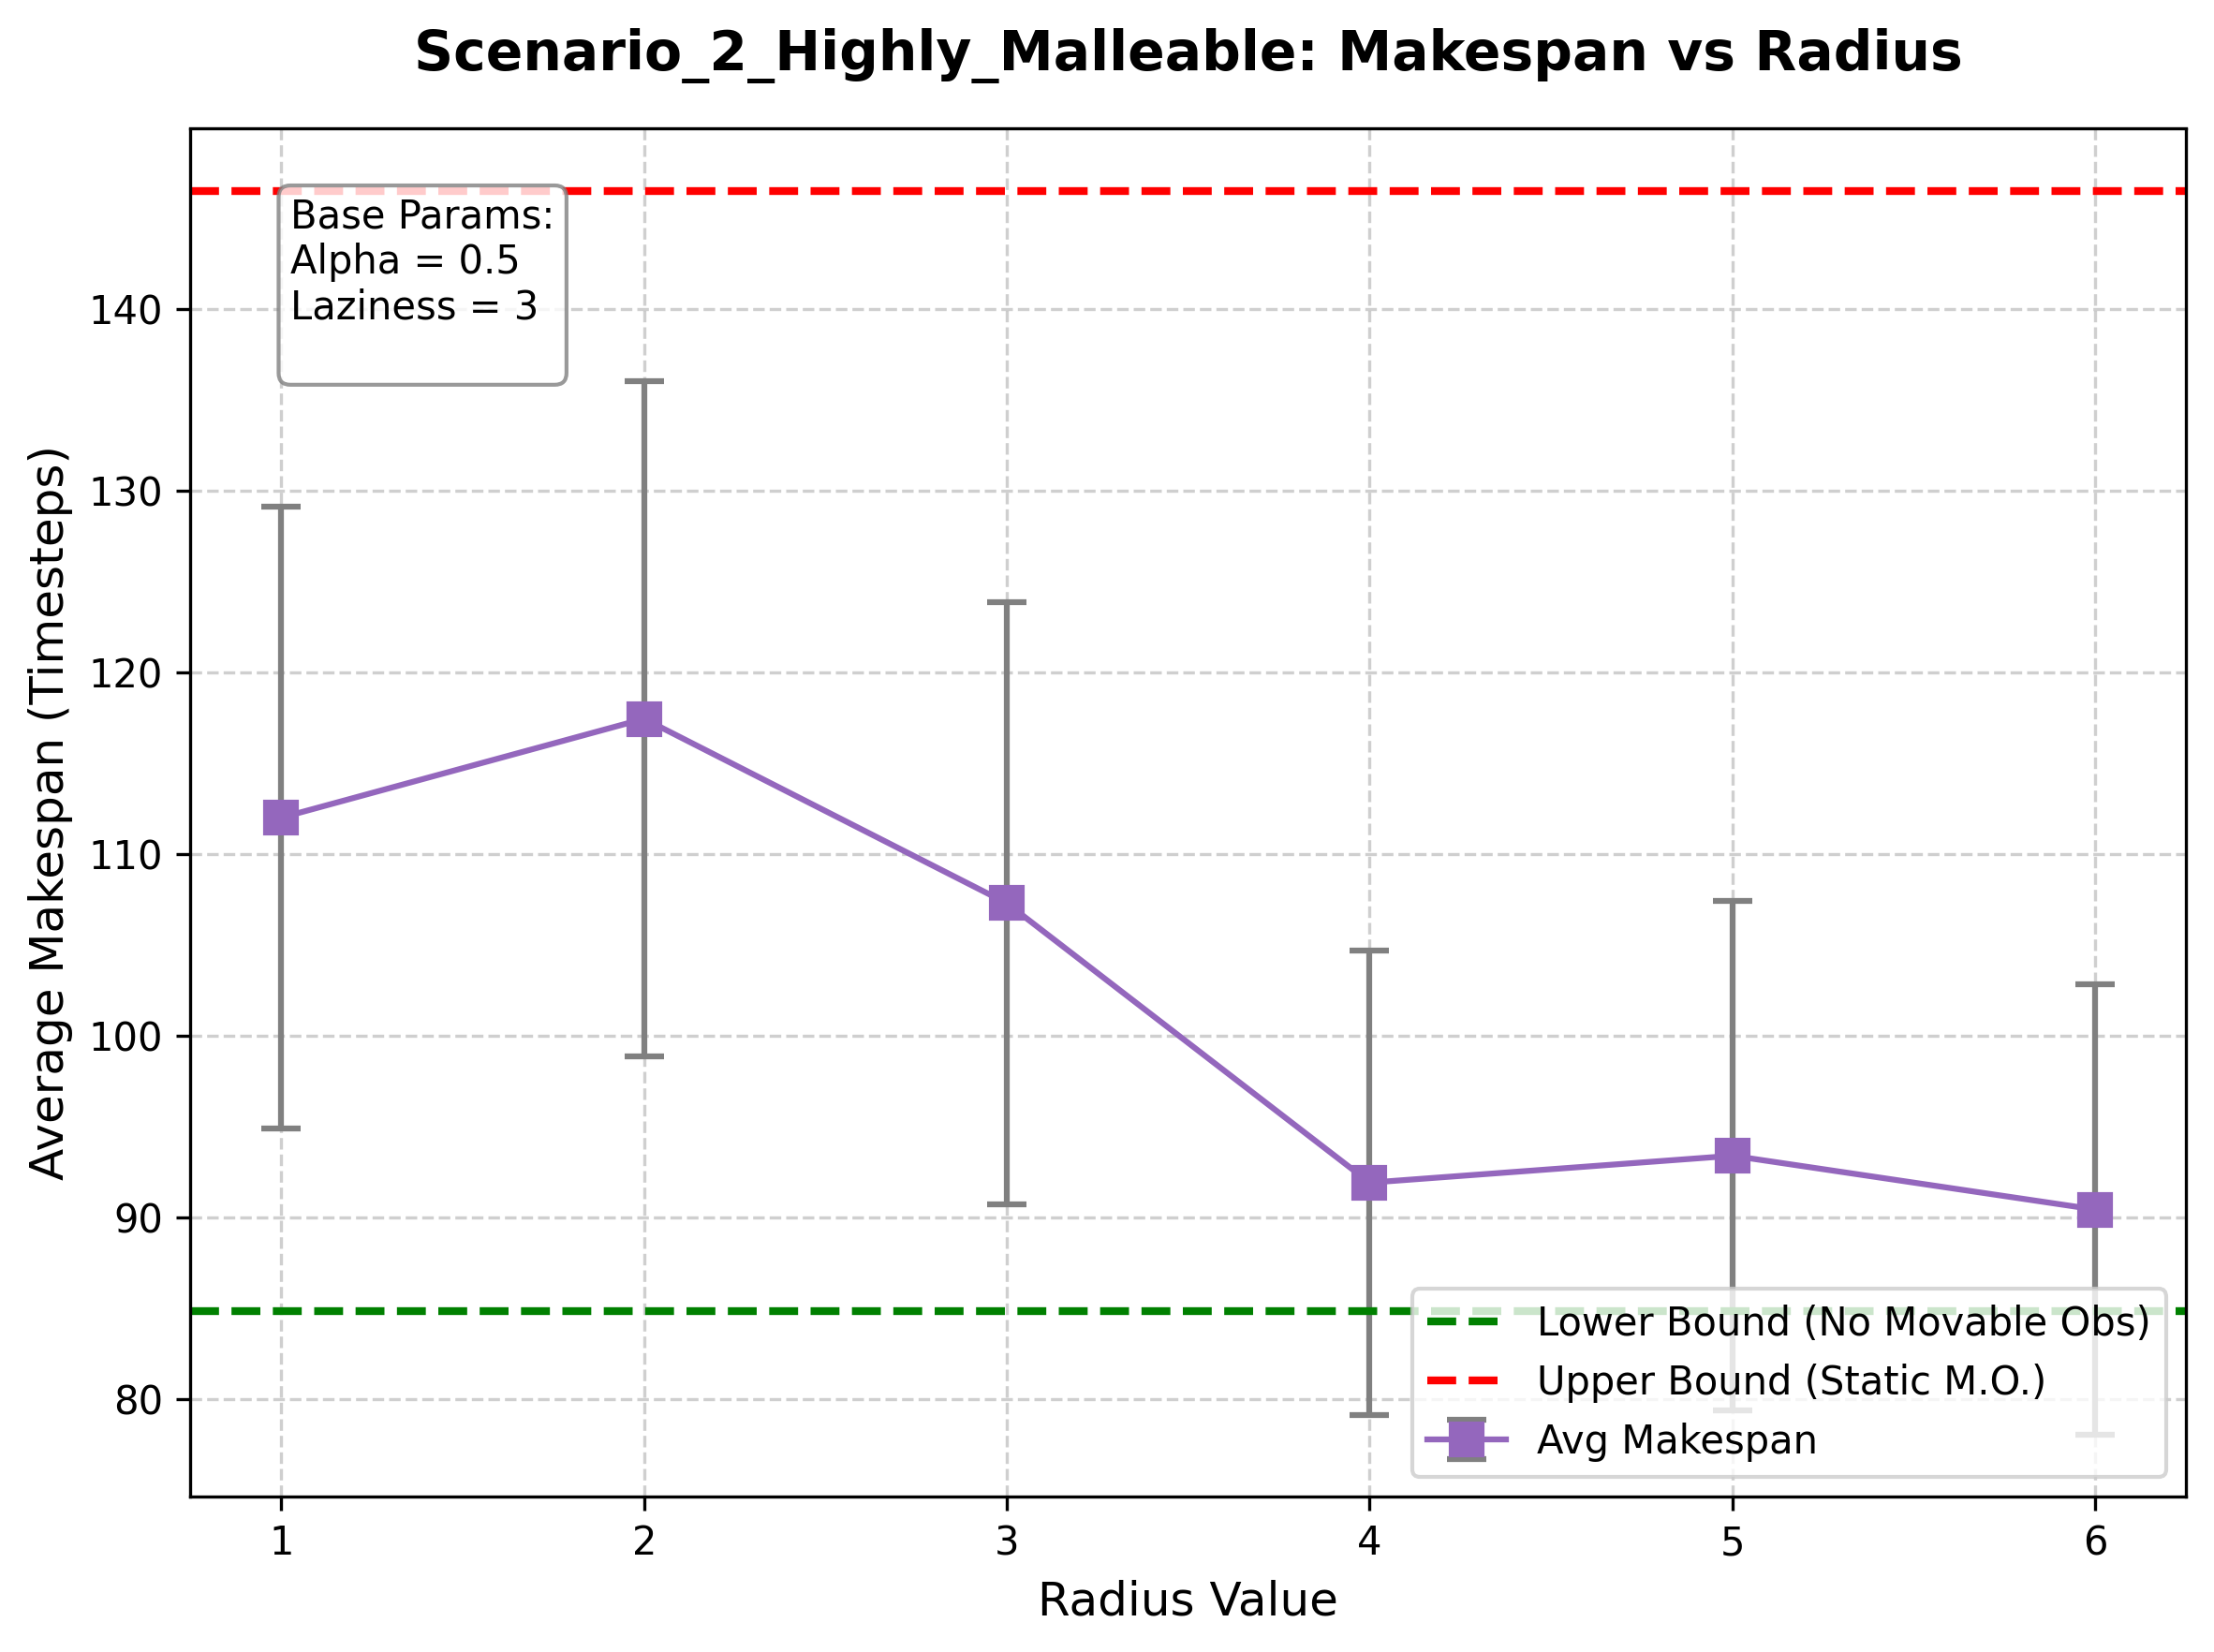 Scenario_2_Highly_Malleable: Makespan vs Radius
Base Params:
Alpha = 0.5
Laziness = 3
Average Makespan (Timesteps)
140
130
120
110
100
90
80
Lower Bound (No Movable Obs)
Upper Bound (Static M.O.)
Avg Makespan
1 2 3 4 5 6
Radius Value